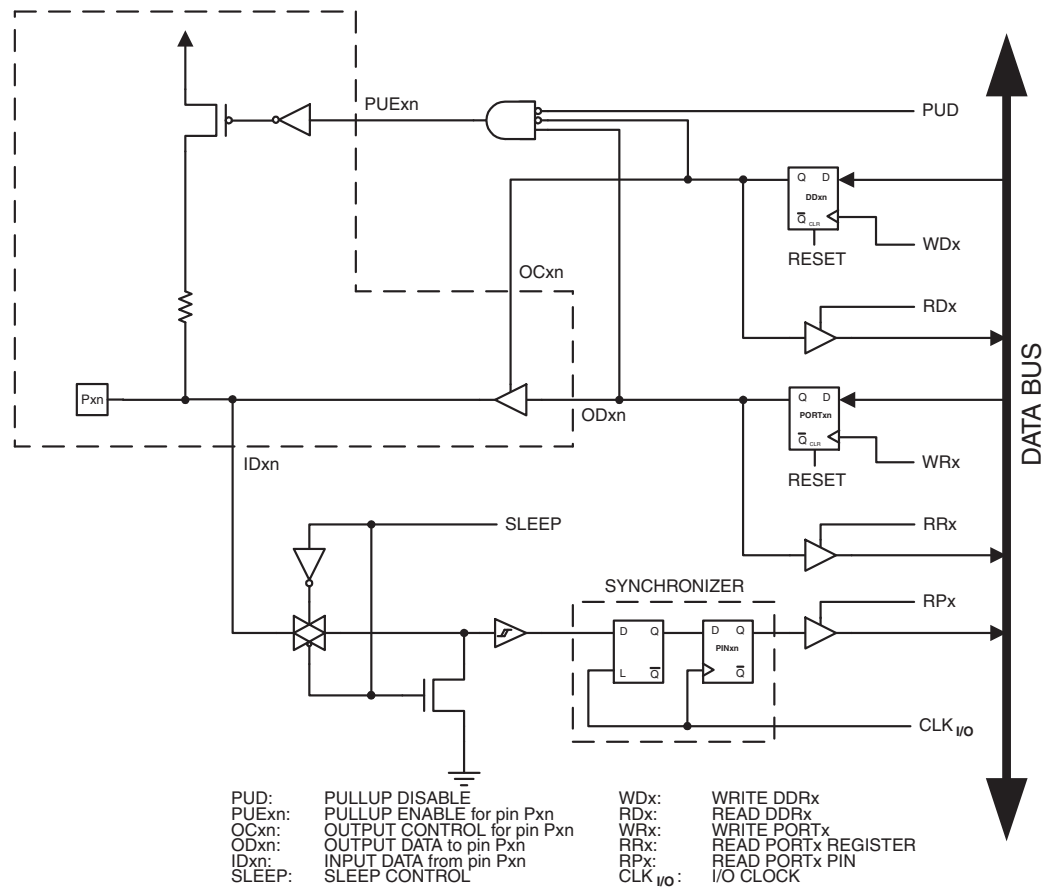 PUExn
PUD
Q D
DDxn
Q CLR
WDx
RESET
OCxn
RDx
Pxn
ODxn
Q D
PORTxn
Q CLR
WRx
RESET
IDxn
DATA BUS
SLEEP
RRx
SYNCHRONIZER
RPx
D Q
L Q
D Q
PINxn
Q
CLK I/O
PUD: PULLUP DISABLE
PUExn: PULLUP ENABLE for pin Pxn
OCxn: OUTPUT CONTROL for pin Pxn
ODxn: OUTPUT DATA to pin Pxn
IDxn: INPUT DATA from pin Pxn
SLEEP: SLEEP CONTROL
WDx: WRITE DDRx
RDx: READ DDRx
WRx: WRITE PORTx
RRx: READ PORTx REGISTER
RPx: READ PORTx PIN
CLK I/O: I/O CLOCK